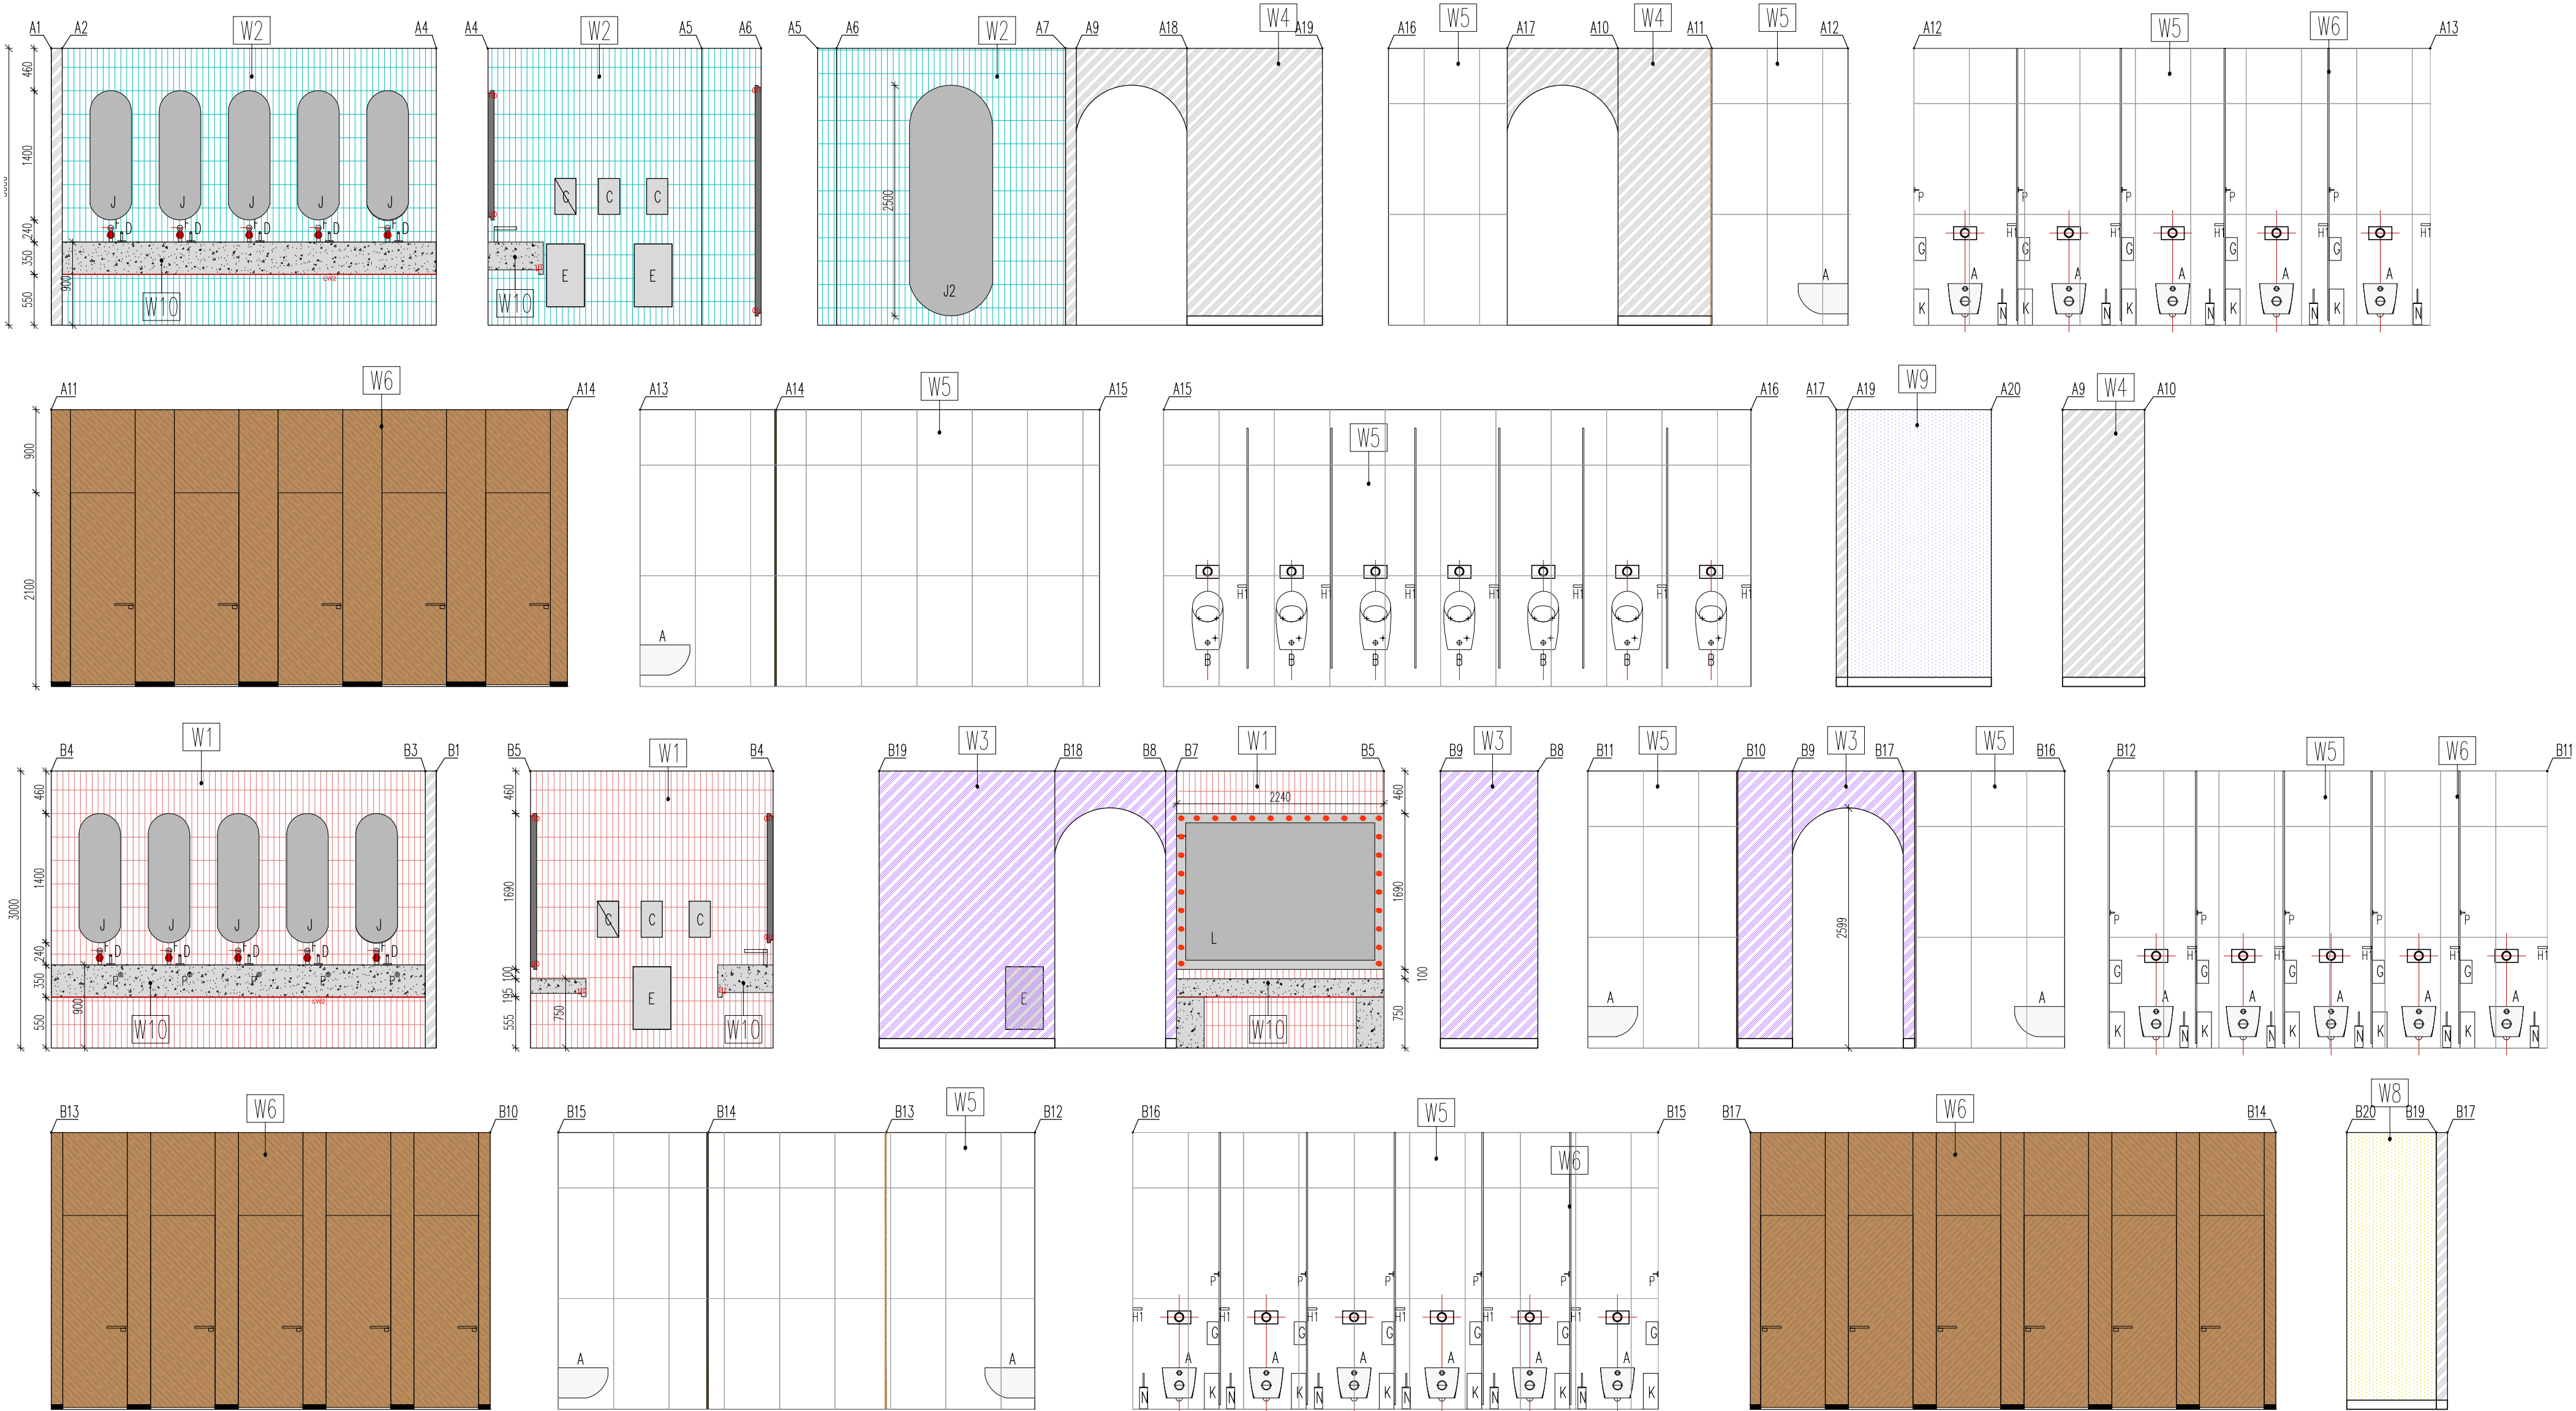 A1 A2 W2 A4
A4 W2 A5 A6
A5 A6 W2 A7 A9 A18 W4 A19
A16 W5 A17 A10 W4 A11 W5 A12
A12 W5 W6 A13
460
1400
240
350
550
900
J J J J J
F D F D F D F D F D
LW2
W10
C C C
E E
W10
2500
J2
A
P P P P P
H1 H1 H1 H1 H1
G G G G G
A A A A A
K K K K K
N N N N N
A11 W6 A14
A13 A14 W5 A15
A15 W5 A16
A17 A19 W9 A20
A9 W4 A10
900
2100
A
H1 H1 H1 H1 H1 H1 H1
B B B B B B B
B4 W1 B3 B1
B5 W1 B4
B19 W3 B18 B8 B7 W1 B5
B9 W3 B8
B11 W5 B10 B9 W3 B17 W5 B16
B12 W5 W6 B11
3000
460
1400
240
350
550
900
J J J J J
F D F D F D F D F D
P P P P P
LW2
W10
460
1690
100
195
555
750
C C C
E
W10
E
2240
L
W10
460
1690
100
750
A
2599
A
P P P P P
H1 H1 H1 H1 H1
G G G G G
A A A A A
K K K K K
N N N N N
B13 W6 B10
B15 B14 B13 W5 B12
B16 W5 W6 B15
B17 W6 B14
B20 W8 B19 B17
A A
P P P P P P
H1 H1 H1 H1 H1 H1
G G G G G G
A A A A A A
K K K K K K
N N N N N N